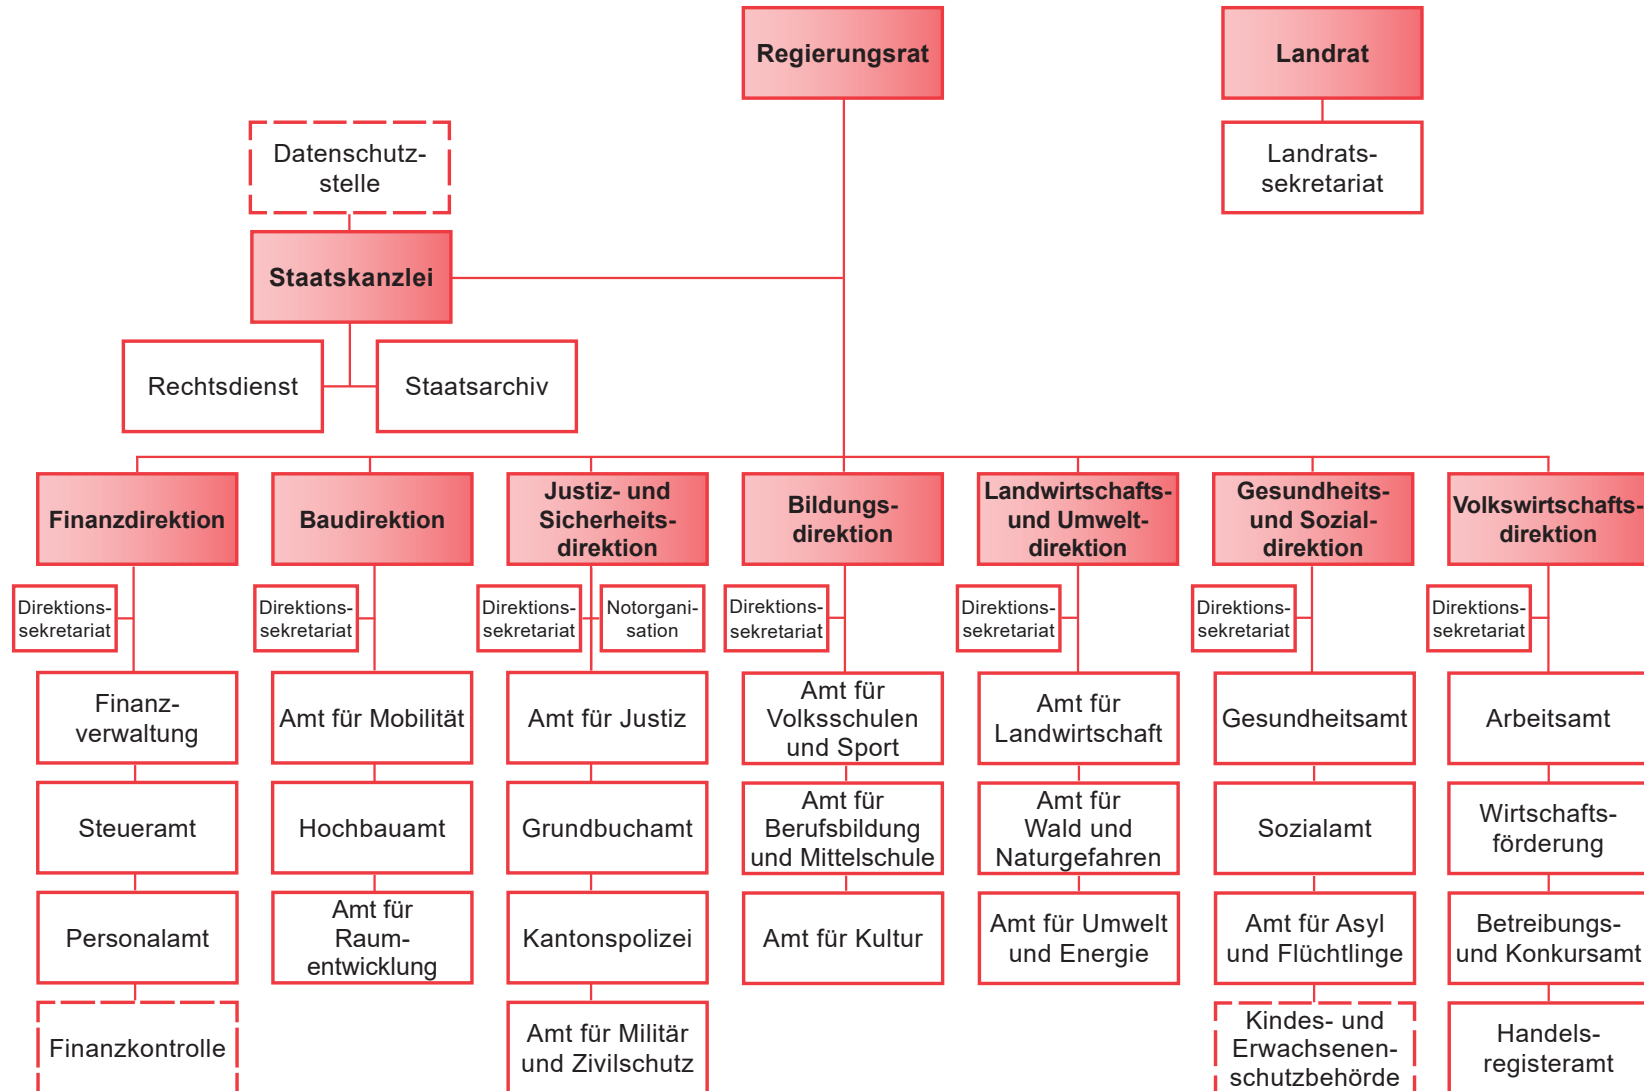 Regierungsrat
Landrat
Datenschutz-
stelle
Landrats-
sekretariat
Staatskanzlei
Rechtsdienst
Staatsarchiv
Finanzdirektion
Baudirektion
Justiz- und
Sicherheits-
direktion
Bildungs-
direktion
Landwirtschafts-
und Umwelt-
direktion
Gesundheits-
und Sozial-
direktion
Volkswirtschafts-
direktion
Direktions-
sekretariat
Direktions-
sekretariat
Direktions-
sekretariat
Notorgani-
sation
Direktions-
sekretariat
Direktions-
sekretariat
Direktions-
sekretariat
Direktions-
sekretariat
Finanz-
verwaltung
Amt für Mobilität
Amt für Justiz
Amt für
Volksschulen
und Sport
Amt für
Landwirtschaft
Gesundheitsamt
Arbeitsamt
Steueramt
Hochbauamt
Grundbuchamt
Amt für
Berufsbildung
und Mittelschule
Amt für
Wald und
Naturgefahren
Sozialamt
Wirtschafts-
förderung
Personalamt
Amt für
Raum-
entwicklung
Kantonspolizei
Amt für Kultur
Amt für Umwelt
und Energie
Amt für Asyl
und Flüchtlinge
Betreibungs-
und Konkursamt
Finanzkontrolle
Amt für Militär
und Zivilschutz
Kindes- und
Erwachsenen-
schutzbehörde
Handels-
registeramt